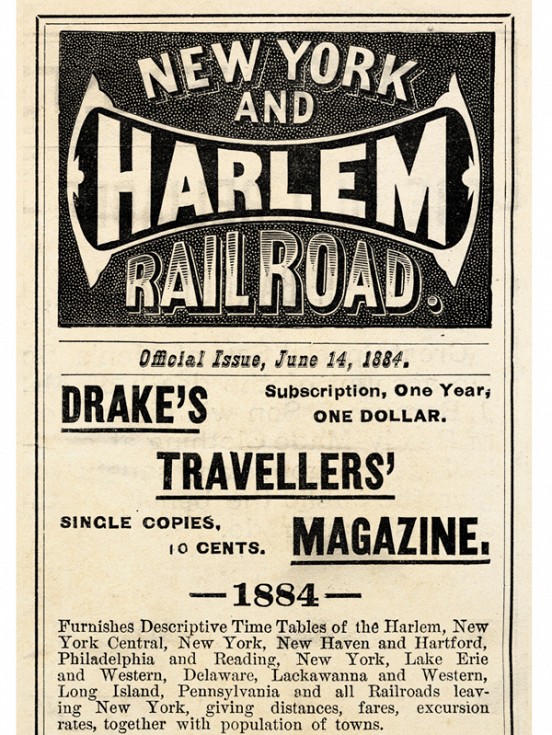 NEW YORK
AND
HARLEM
RAILROAD.
Official Issue, June 14, 1884.
DRAKE'S
Subscription, One Year,
ONE DOLLAR.
TRAVELLERS'
SINGLE COPIES,
10 CENTS.
MAGAZINE.
—1884—
Furnishes Descriptive Time Tables of the Harlem, New
York Central, New York, New Haven and Hartford,
Philadelphia and Reading, New York, Lake Erie
and Western, Delaware, Lackawanna and Western,
Long Island, Pennsylvania and all Railroads leav-
ing New York, giving distances, fares, excursion
rates, together with population of towns.